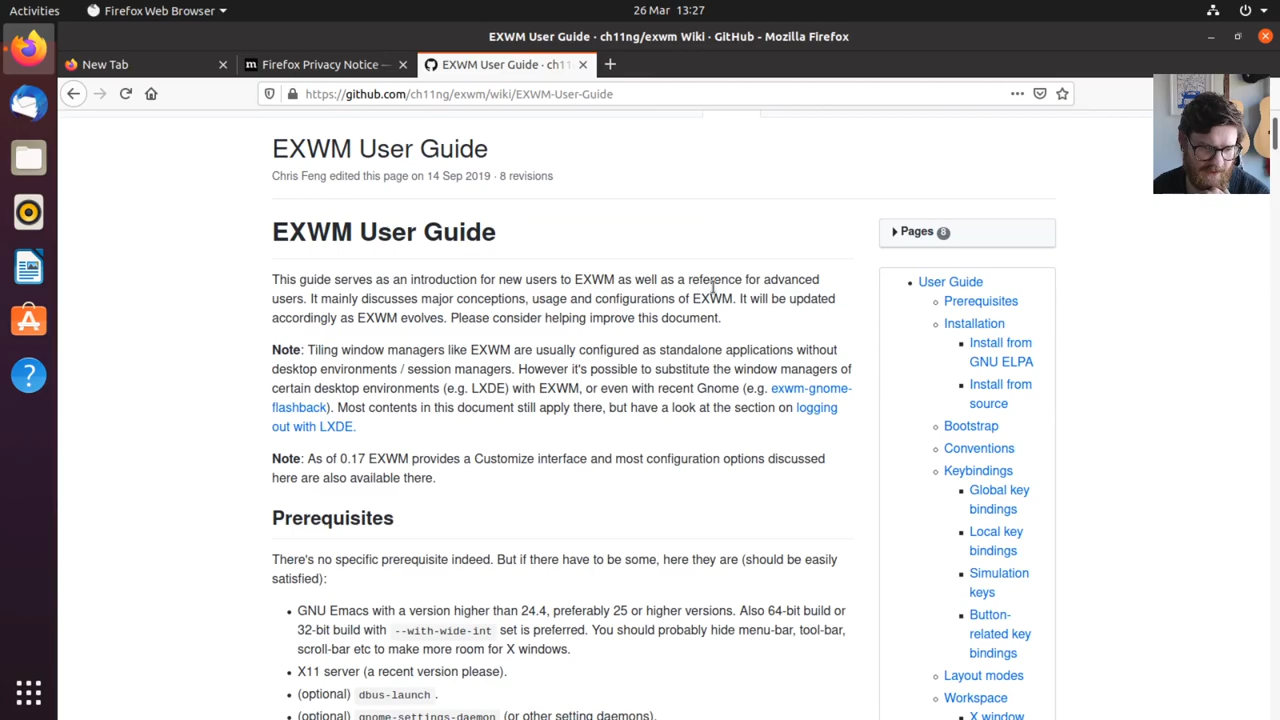 Activities
Firefox Web Browser
26 Mar 13:27
EXWM User Guide · ch11ng/exwm Wiki · GitHub - Mozilla Firefox
New Tab
m Firefox Privacy Notice —
EXWM User Guide · ch11
https://github.com/ch11ng/exwm/wiki/EXWM-User-Guide
EXWM User Guide
Chris Feng edited this page on 14 Sep 2019 · 8 revisions
EXWM User Guide
This guide serves as an introduction for new users to EXWM as well as a reference for advanced
users. It mainly discusses major conceptions, usage and configurations of EXWM. It will be updated
accordingly as EXWM evolves. Please consider helping improve this document.
Note: Tiling window managers like EXWM are usually configured as standalone applications without
desktop environments / session managers. However it's possible to substitute the window managers of
certain desktop environments (e.g. LXDE) with EXWM, or even with recent Gnome (e.g. exwm-gnome-
flashback). Most contents in this document still apply there, but have a look at the section on logging
out with LXDE.
Note: As of 0.17 EXWM provides a Customize interface and most configuration options discussed
here are also available there.
Prerequisites
There's no specific prerequisite indeed. But if there have to be some, here they are (should be easily
satisfied):
• GNU Emacs with a version higher than 24.4, preferably 25 or higher versions. Also 64-bit build or
32-bit build with --with-wide-int set is preferred. You should probably hide menu-bar, tool-bar,
scroll-bar etc to make more room for X windows.
• X11 server (a recent version please).
• (optional) dbus-launch .
• (optional) gnome-settings-daemon (or other setting daemons).
Pages 8
User Guide
Prerequisites
Installation
Install from
GNU ELPA
Install from
source
Bootstrap
Conventions
Keybindings
Global key
bindings
Local key
bindings
Simulation
keys
Button-
related key
bindings
Layout modes
Workspace
X window